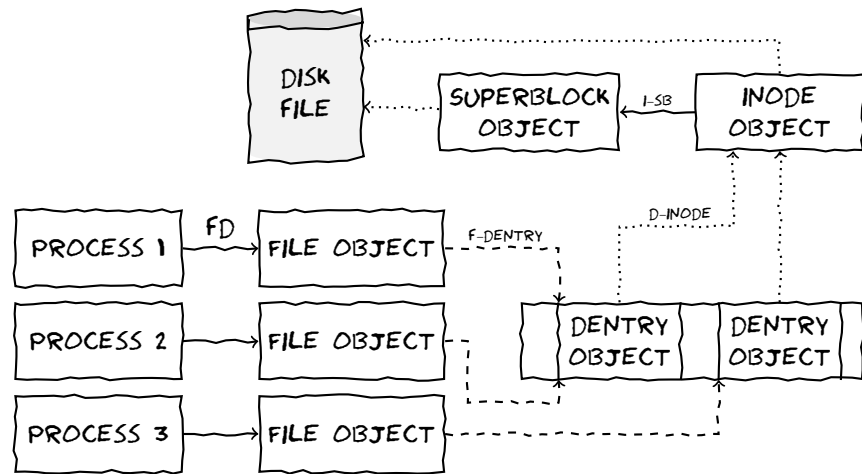 DISK
FILE
SUPERBLOCK
OBJECT
I-SB
INODE
OBJECT
D-INODE
PROCESS 1
FD
FILE OBJECT
F-DENTRY
PROCESS 2
FILE OBJECT
DENTRY
OBJECT
DENTRY
OBJECT
PROCESS 3
FILE OBJECT